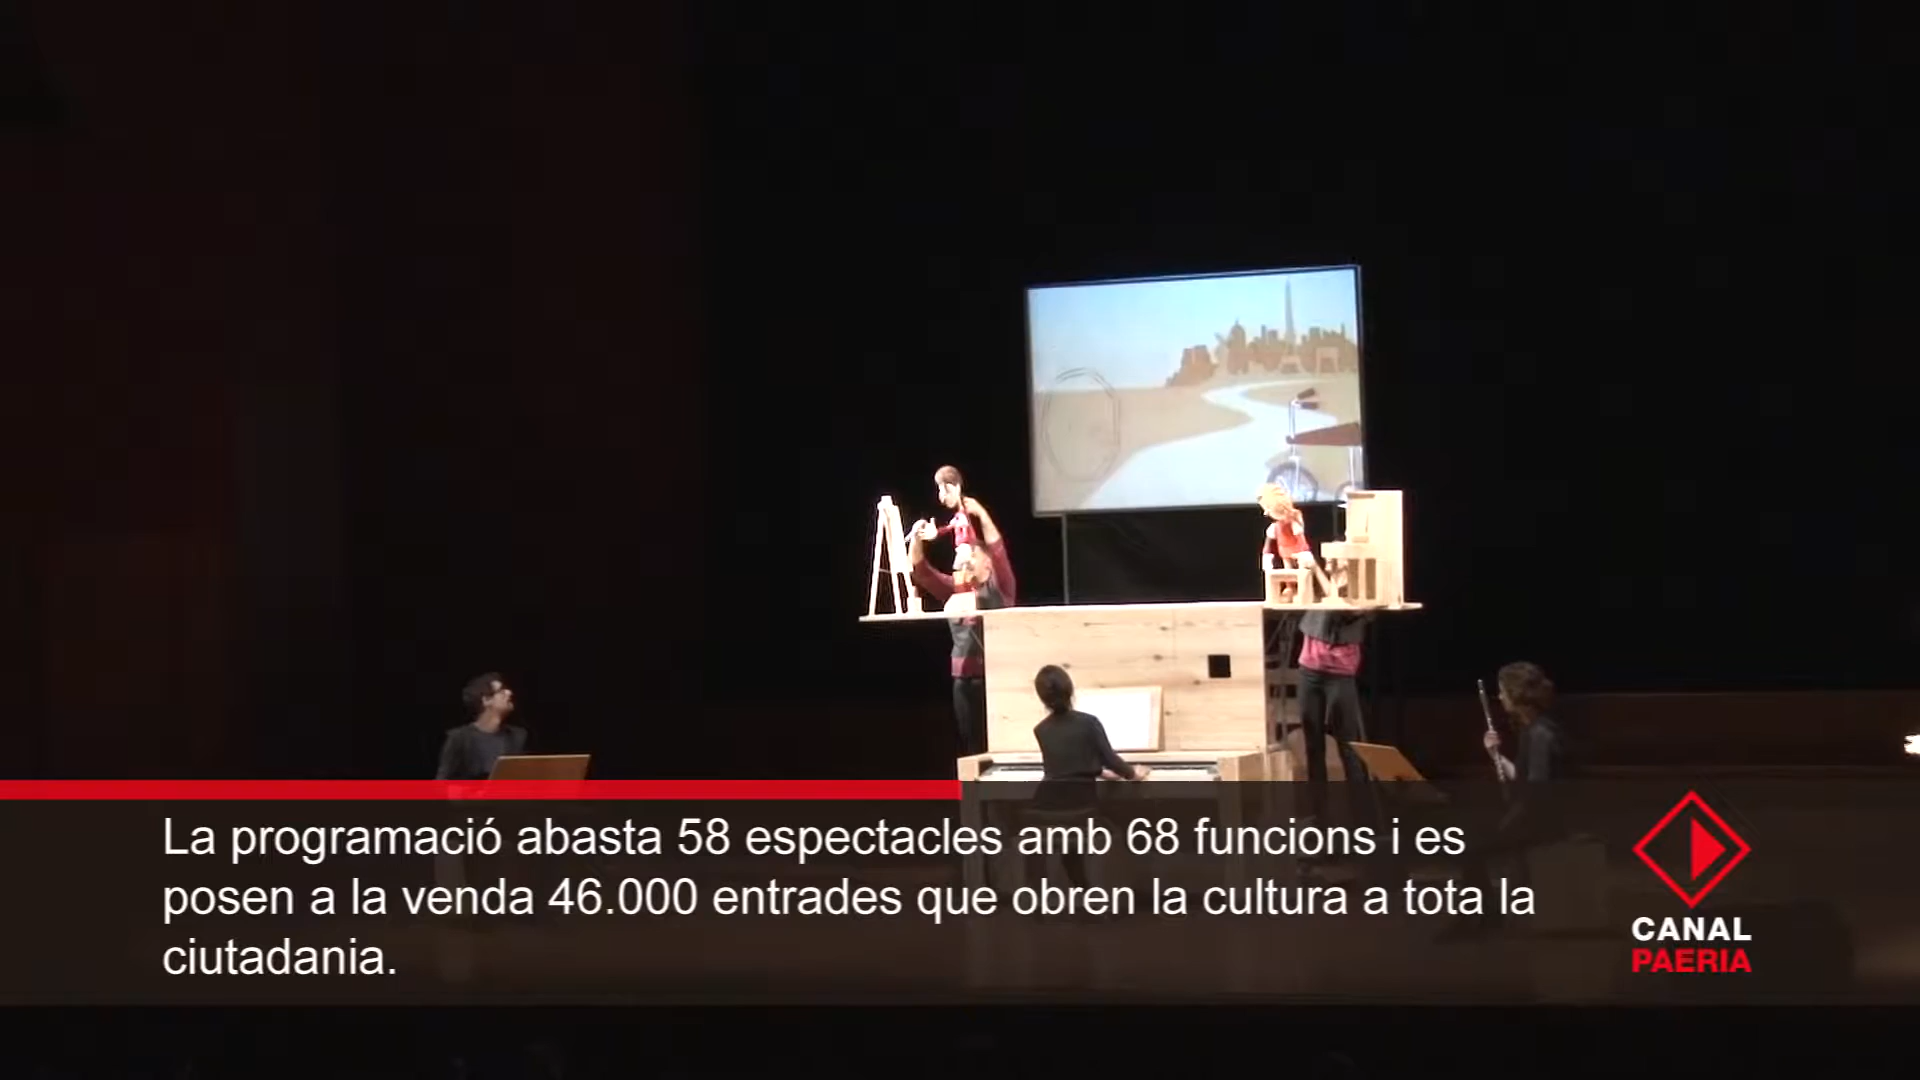 La programació abasta 58 espectacles amb 68 funcions i es
posen a la venda 46.000 entrades que obren la cultura a tota la
ciutadania.
CANAL
PAERIA